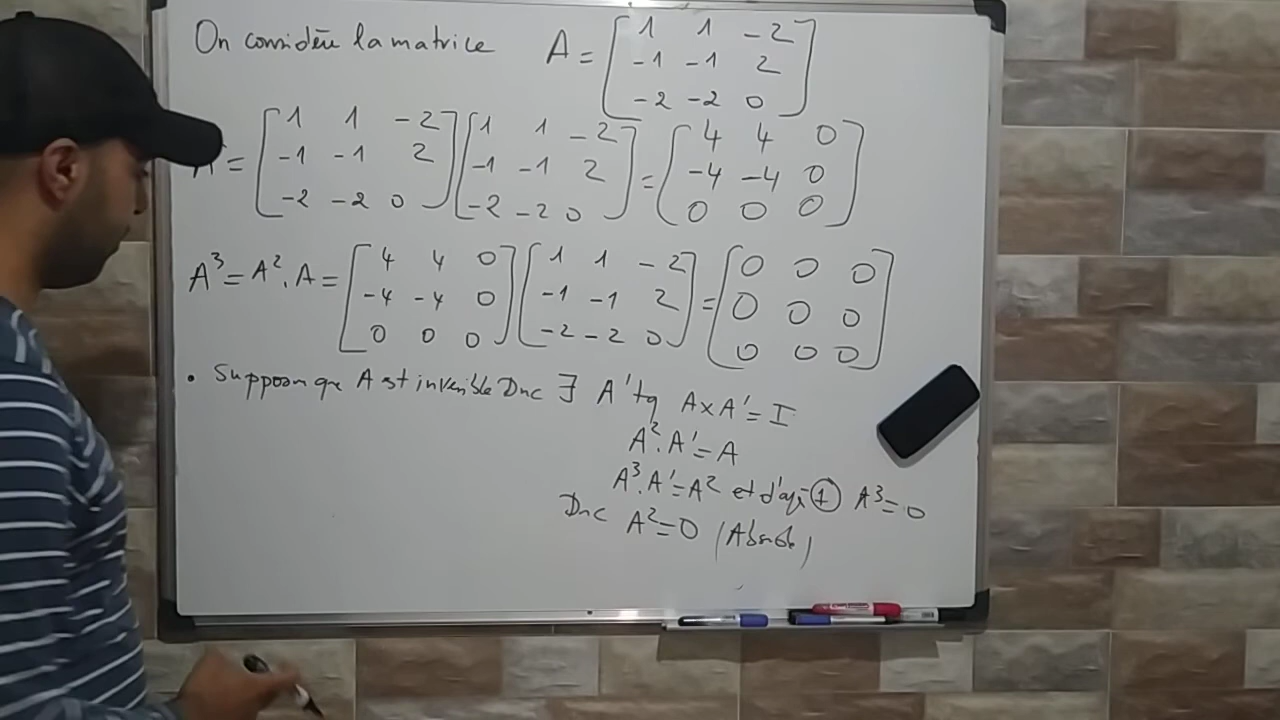 On considère la matrice A = [1 1 -2; -1 -1 2; -2 -2 0]
= [1 1 -2; -1 -1 2; -2 -2 0] [1 1 -2; -1 -1 2; -2 -2 0] = [4 4 0; -4 -4 0; 0 0 0]
A³ = A² . A = [4 4 0; -4 -4 0; 0 0 0] [1 1 -2; -1 -1 2; -2 -2 0] = [0 0 0; 0 0 0; 0 0 0]
• Supposon que A est inversible Dnc ∃ A' tq A × A' = I
A² . A' = A
A³ . A' = A² et d'après ① A³ = 0
Dnc A² = 0 (Absurde)